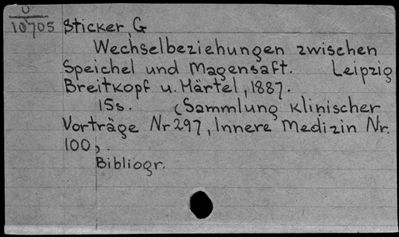 10705 Sticker G
Wechselbeziehungen zwischen
Speichel und Magensaft. Leipzig
Breitkopf u. Härtel, 1887.
15s. (Sammlung klinischer
Vorträge Nr 297, Innere Medizin Nr.
100).
Bibliogr.